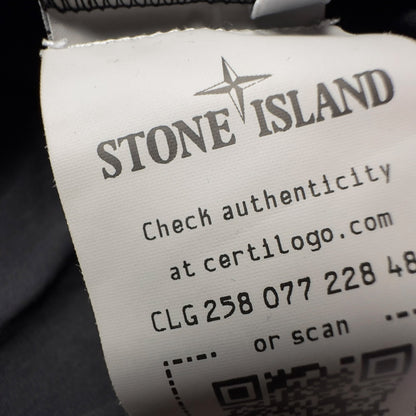 STONE ISLAND
Check authenticity
at certilogo.com
CLG 258 077 228 48
or scan